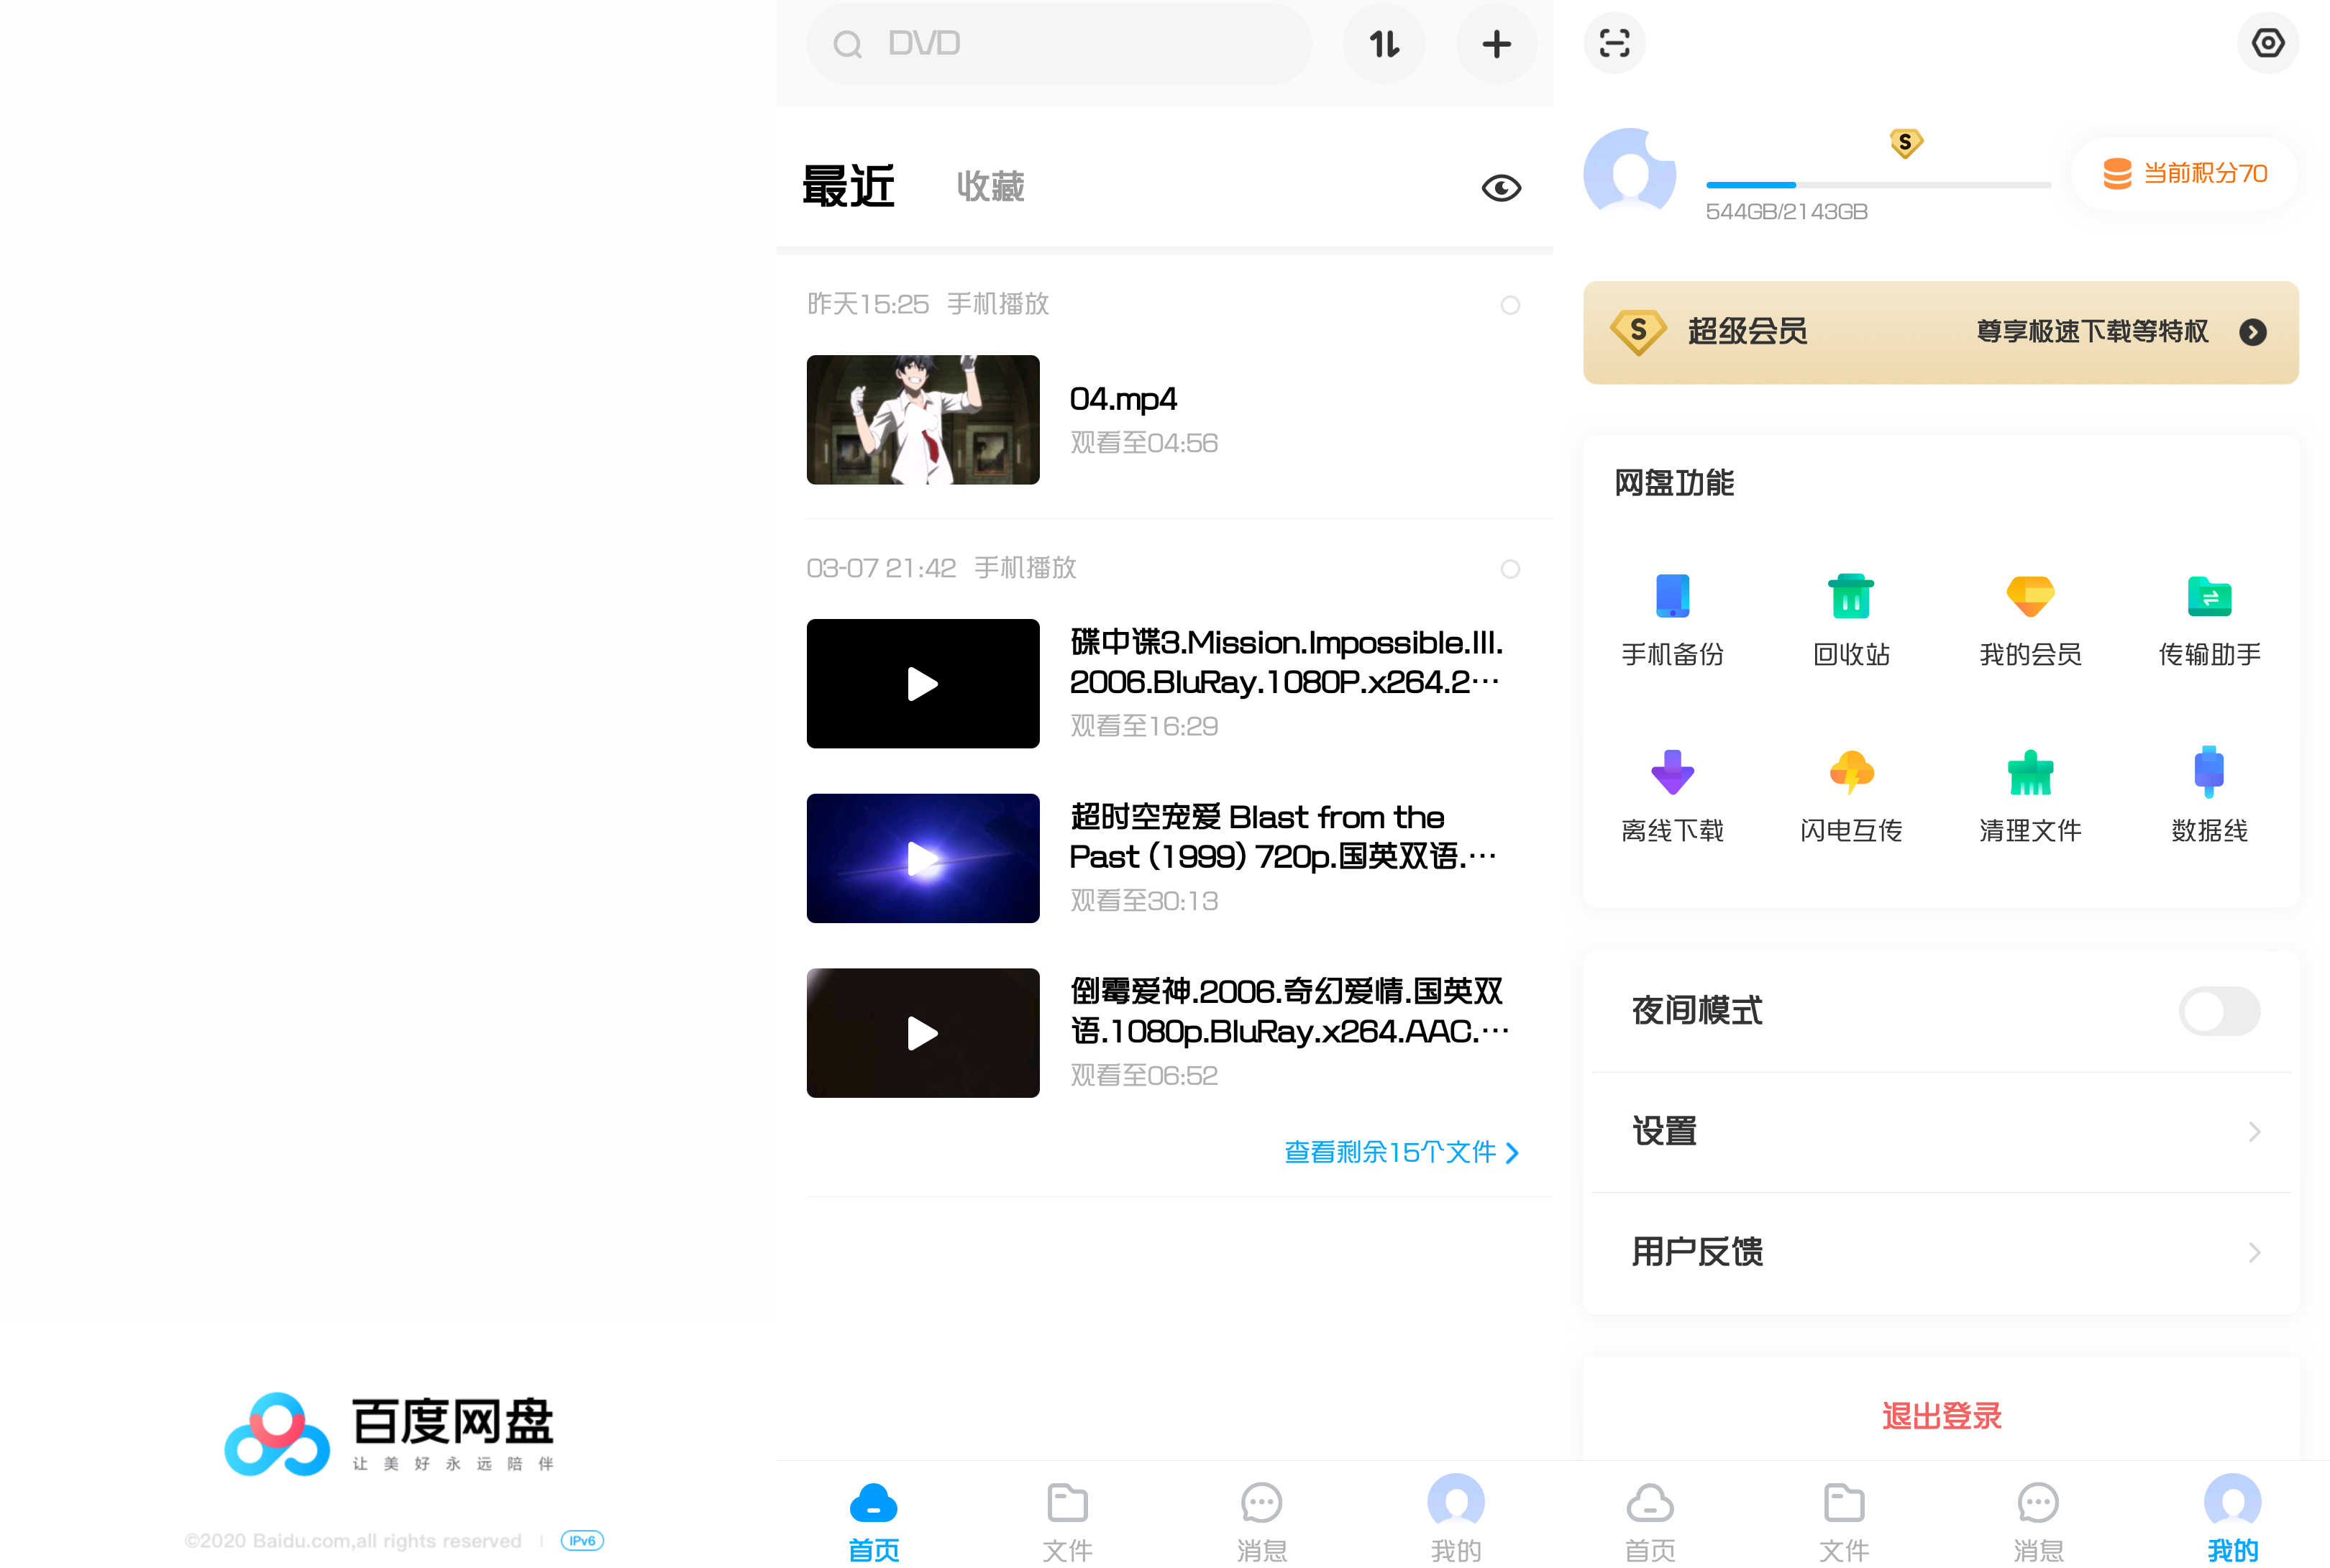 百度网盘
让美好永远陪伴
©2020 Baidu.com,all rights reserved | IPv6
DVD
最近 收藏
昨天15:25 手机播放
04.mp4
观看至04:56
03-07 21:42 手机播放
碟中谍3.Mission.Impossible.III.
2006.BluRay.1080P.x264.2…
观看至16:29
超时空宠爱 Blast from the
Past (1999) 720p.国英双语.…
观看至30:13
倒霉爱神.2006.奇幻爱情.国英双
语.1080p.BluRay.x264.AAC.…
观看至06:52
查看剩余15个文件
首页 文件 消息 我的
S
544GB/2143GB
当前积分70
S 超级会员 尊享极速下载等特权
网盘功能
手机备份 回收站 我的会员 传输助手
离线下载 闪电互传 清理文件 数据线
夜间模式
设置
用户反馈
退出登录
首页 文件 消息 我的